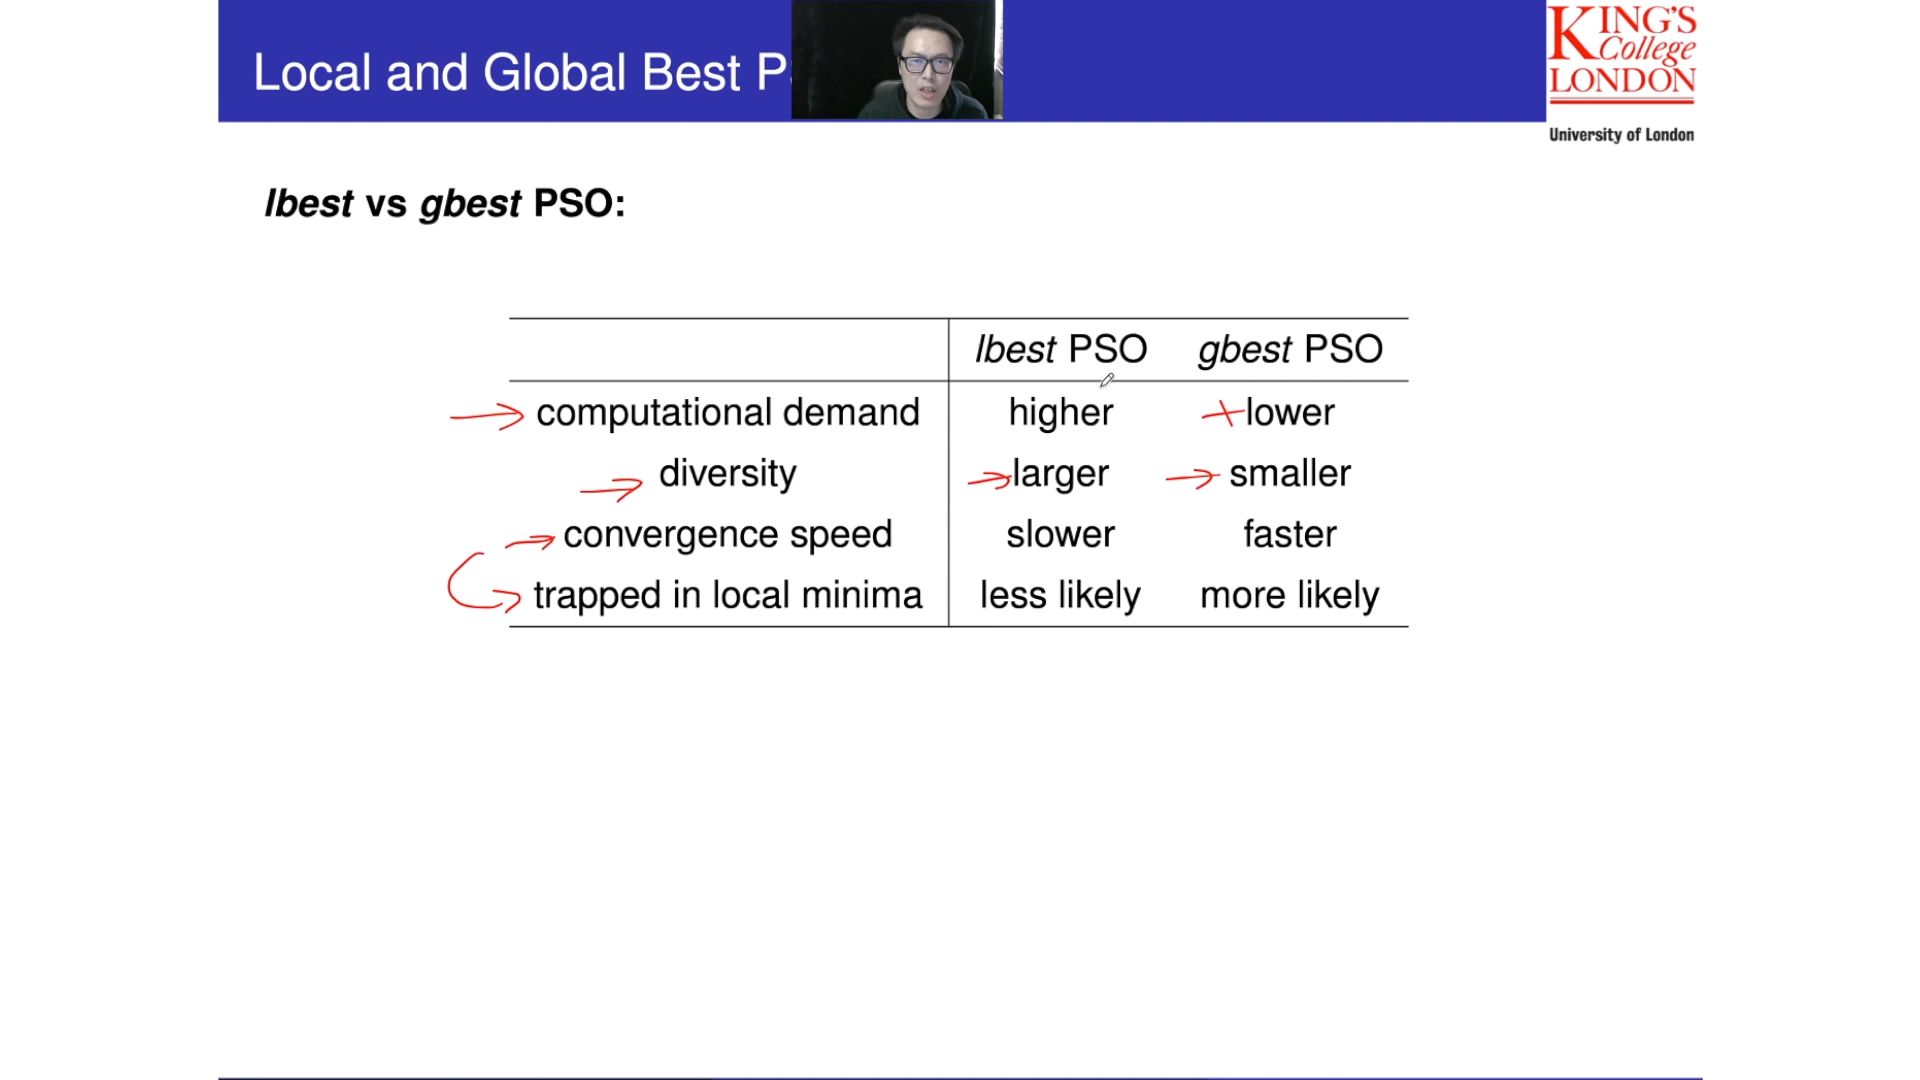 Local and Global Best P
KING'S
College
LONDON
University of London
lbest vs gbest PSO:
lbest PSO gbest PSO
computational demand higher lower
diversity larger smaller
convergence speed slower faster
trapped in local minima less likely more likely